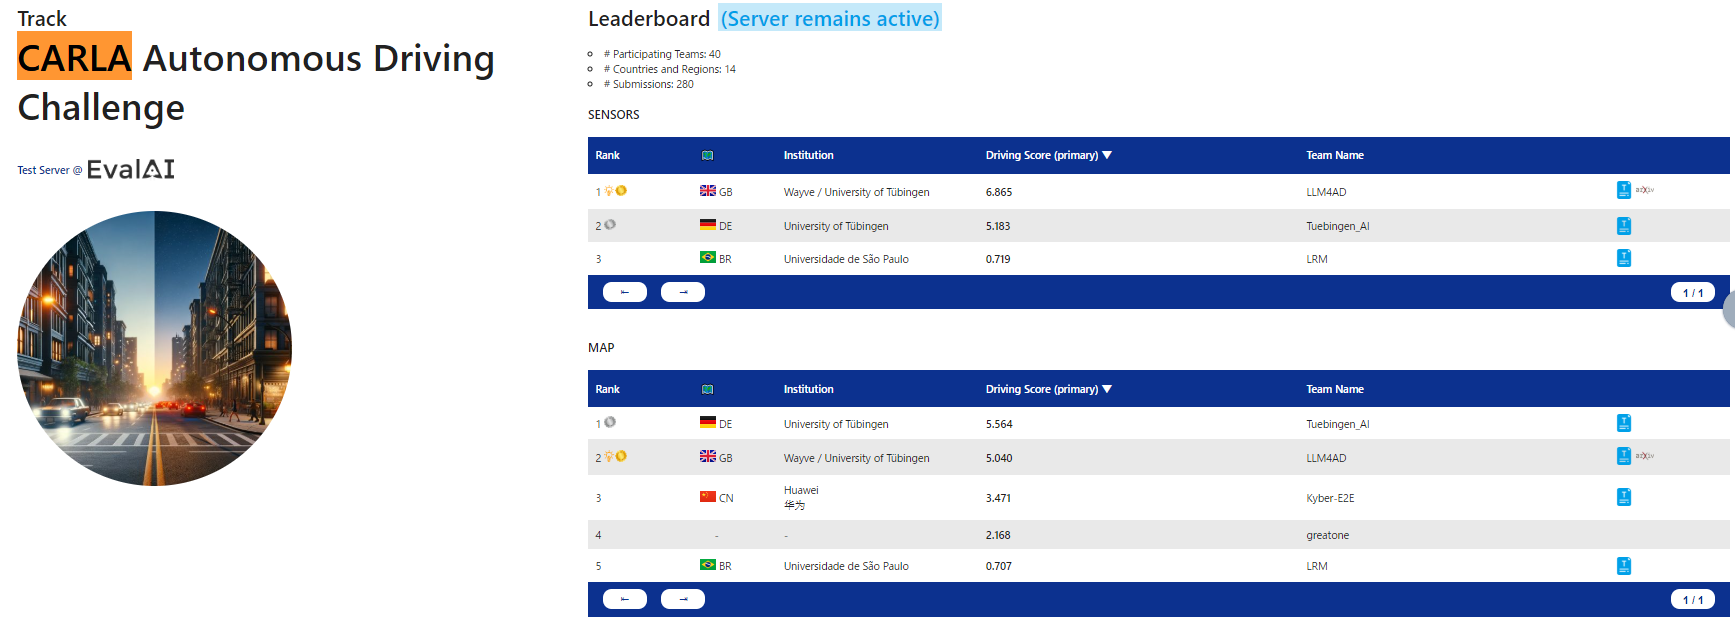 Track
CARLA Autonomous Driving
Challenge
Test Server @ EvalAI
Leaderboard (Server remains active)
# Participating Teams: 40
# Countries and Regions: 14
# Submissions: 280
SENSORS
Rank Institution Driving Score (primary) ▼ Team Name
1 GB Wayve / University of Tübingen 6.865 LLM4AD
2 DE University of Tübingen 5.183 Tuebingen_AI
3 BR Universidade de São Paulo 0.719 LRM
← → 1 / 1
MAP
Rank Institution Driving Score (primary) ▼ Team Name
1 DE University of Tübingen 5.564 Tuebingen_AI
2 GB Wayve / University of Tübingen 5.040 LLM4AD
3 CN Huawei 3.471 Kyber-E2E
华为
4 - - 2.168 greatone
5 BR Universidade de São Paulo 0.707 LRM
← → 1 / 1